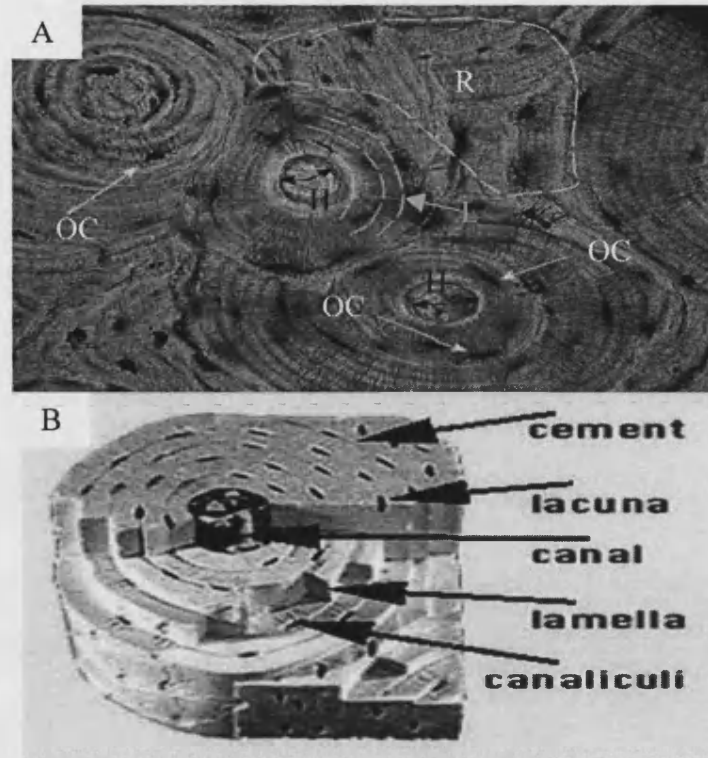 A
R
H
L
OC
OC
H
OC
B
cement
lacuna
canal
lamella
canaliculi